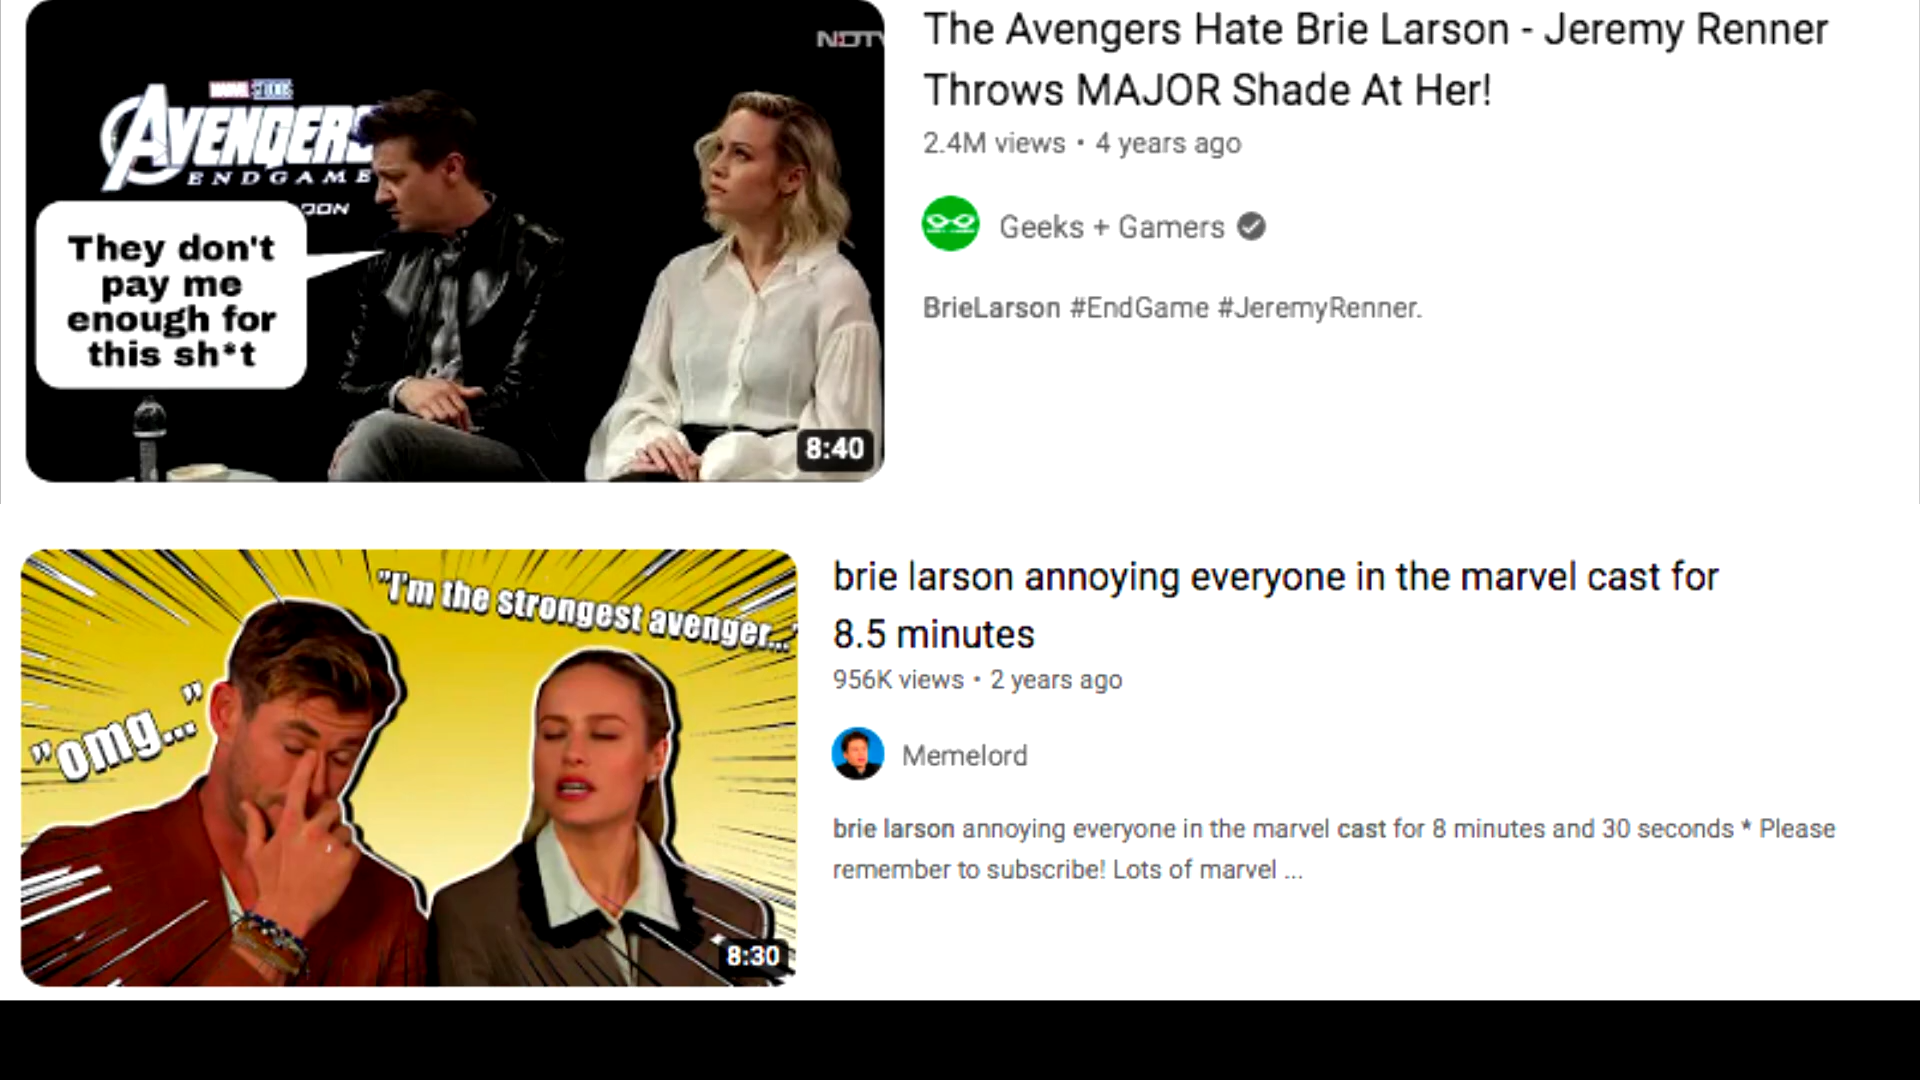 NDTV
MARVEL STUDIOS
AVENGERS
ENDGAME
They don't
pay me
enough for
this sh*t
8:40
The Avengers Hate Brie Larson - Jeremy Renner
Throws MAJOR Shade At Her!
2.4M views • 4 years ago
Geeks + Gamers
BrieLarson #EndGame #JeremyRenner.
"I'm the strongest avenger..."
"omg..."
8:30
brie larson annoying everyone in the marvel cast for
8.5 minutes
956K views • 2 years ago
Memelord
brie larson annoying everyone in the marvel cast for 8 minutes and 30 seconds * Please
remember to subscribe! Lots of marvel ...